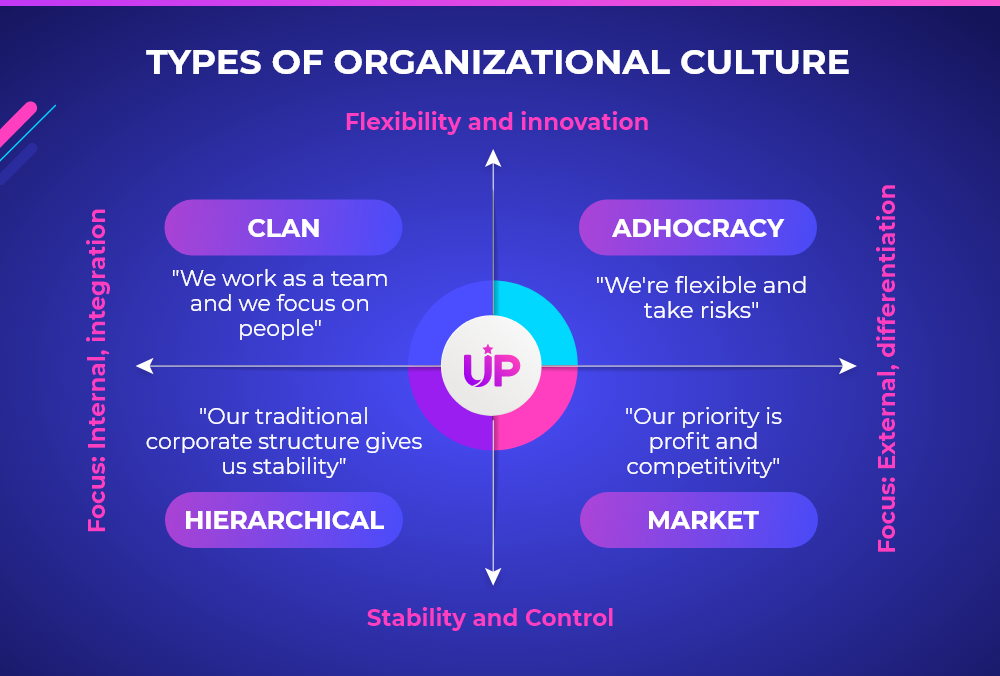 TYPES OF ORGANIZATIONAL CULTURE
Flexibility and innovation
Focus: Internal, integration
CLAN
"We work as a team
and we focus on
people"
ADHOCRACY
"We're flexible and
take risks"
Focus: External, differentiation
UP
"Our traditional
corporate structure gives
us stability"
HIERARCHICAL
"Our priority is
profit and
competitivity"
MARKET
Stability and Control